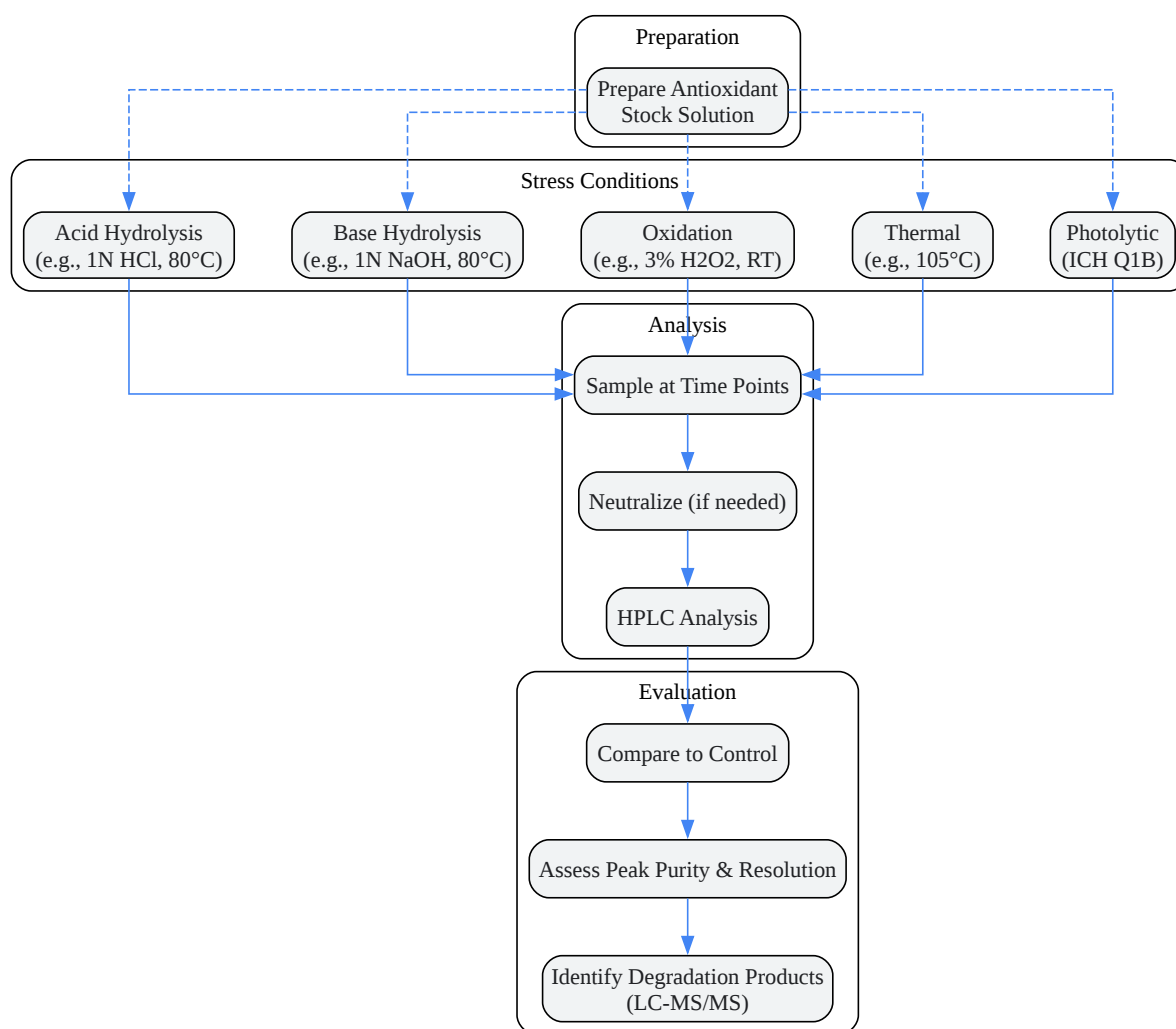 Preparation
Prepare Antioxidant
Stock Solution
Stress Conditions
Acid Hydrolysis
(e.g., 1N HCl, 80°C)
Base Hydrolysis
(e.g., 1N NaOH, 80°C)
Oxidation
(e.g., 3% H2O2, RT)
Thermal
(e.g., 105°C)
Photolytic
(ICH Q1B)
Analysis
Sample at Time Points
Neutralize (if needed)
HPLC Analysis
Evaluation
Compare to Control
Assess Peak Purity & Resolution
Identify Degradation Products
(LC-MS/MS)